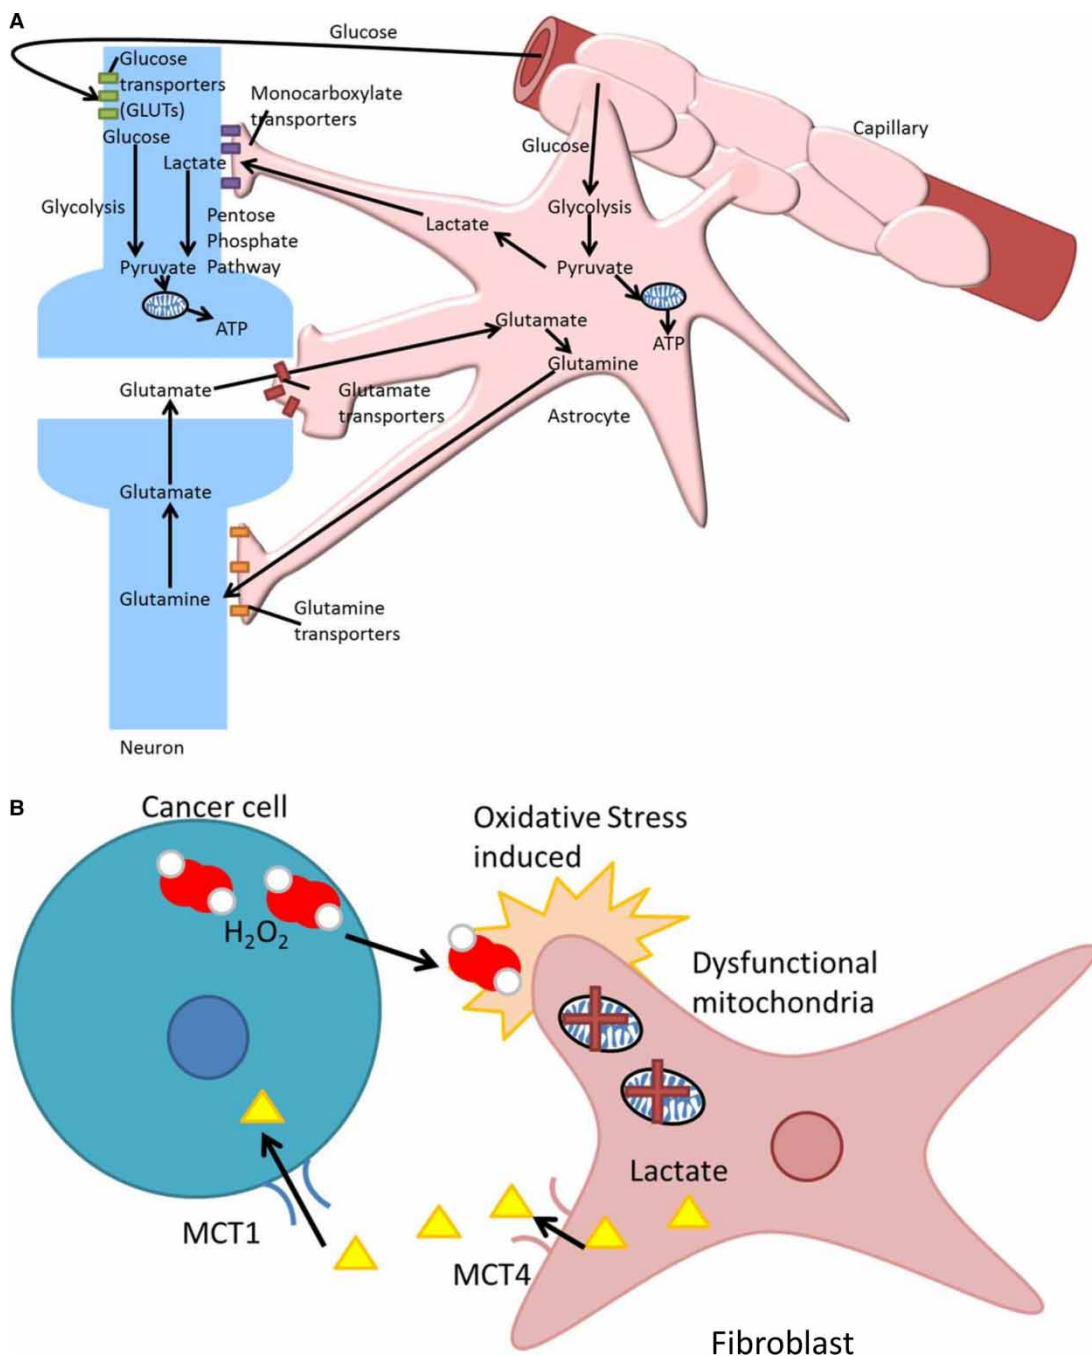 A
Glucose
Glucose
transporters
(GLUTs)
Glucose
Monocarboxylate
transporters
Capillary
Glucose
Lactate
Glycolysis
Pentose
Phosphate
Pathway
Glycolysis
Lactate
Pyruvate
Pyruvate
ATP
Glutamate
ATP
Glutamine
Glutamate
Glutamate
transporters
Astrocyte
Glutamate
Glutamine
Glutamine
transporters
Neuron
B
Cancer cell
Oxidative Stress
induced
H₂O₂
Dysfunctional
mitochondria
Lactate
MCT1
MCT4
Fibroblast